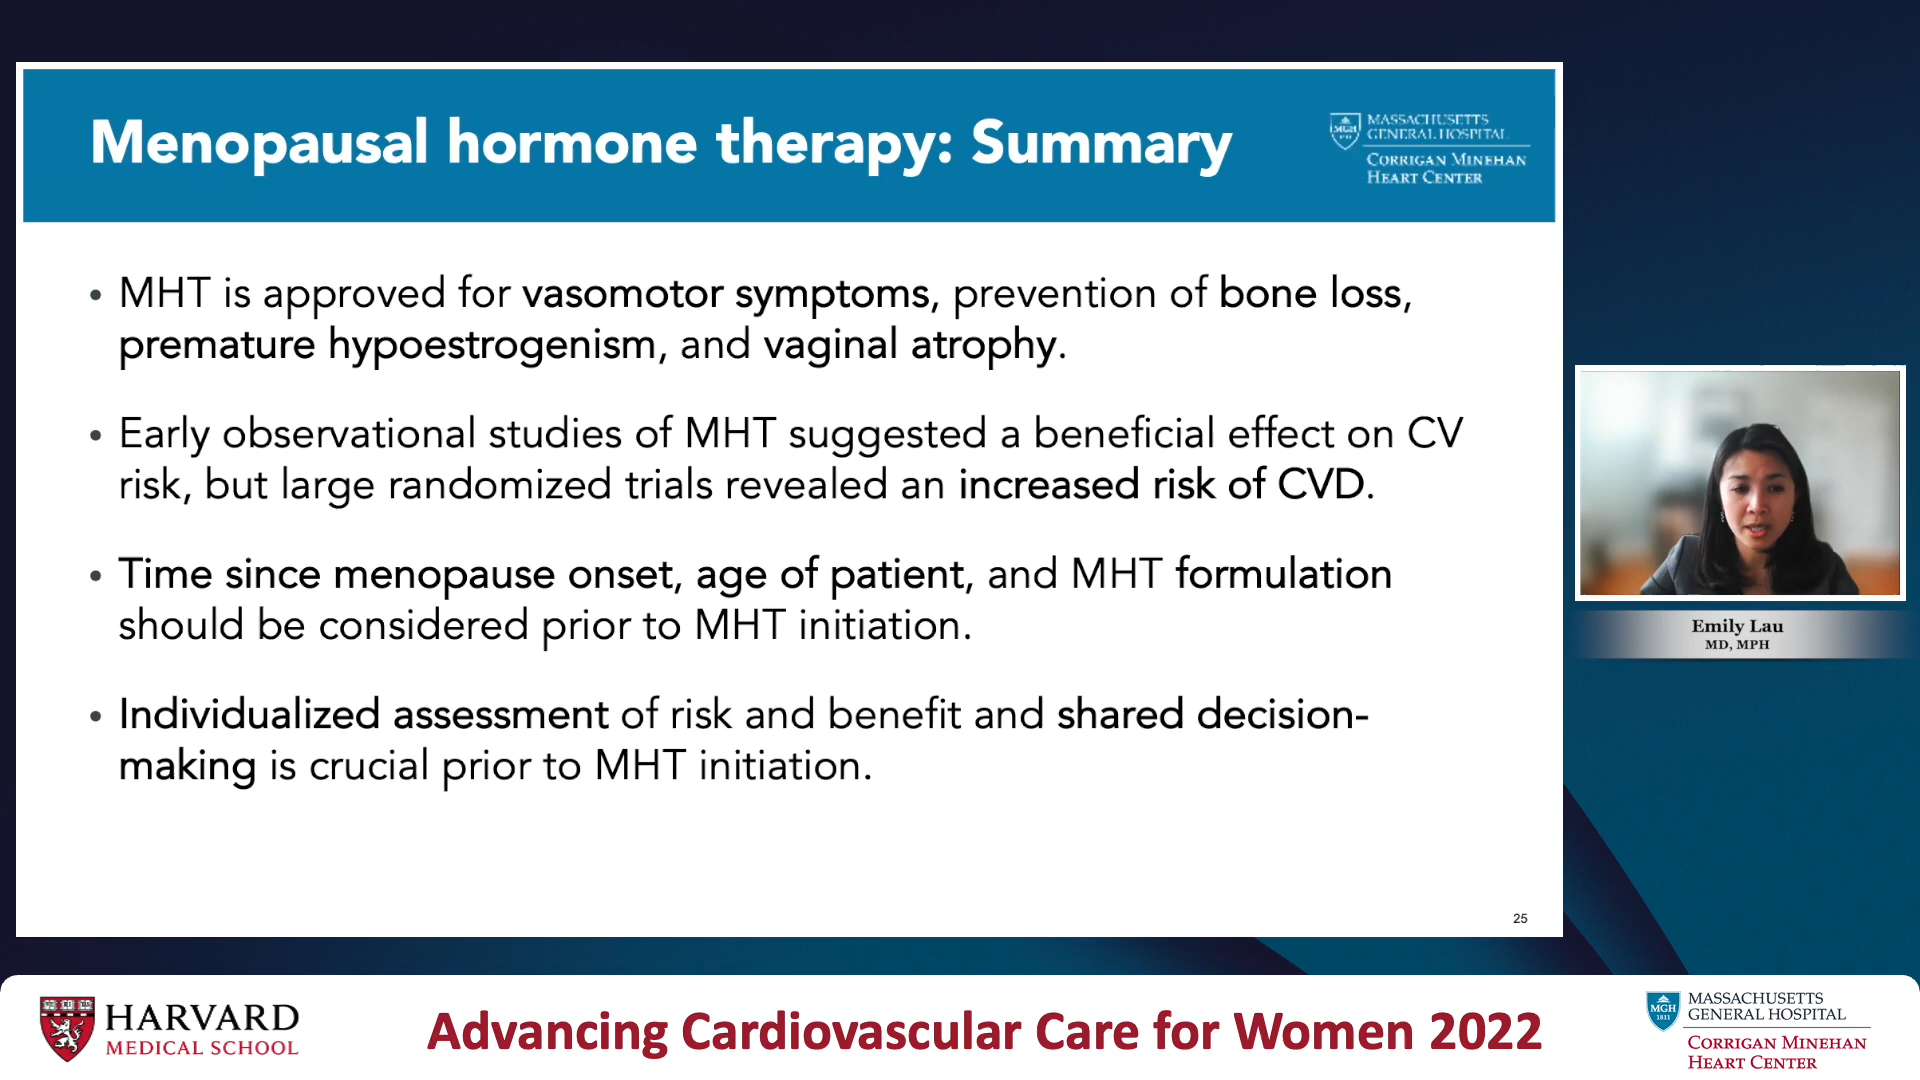 Menopausal hormone therapy: Summary
MASSACHUSETTS
GENERAL HOSPITAL
CORRIGAN MINEHAN
HEART CENTER
MGH
1811
• MHT is approved for vasomotor symptoms, prevention of bone loss,
premature hypoestrogenism, and vaginal atrophy.
• Early observational studies of MHT suggested a beneficial effect on CV
risk, but large randomized trials revealed an increased risk of CVD.
• Time since menopause onset, age of patient, and MHT formulation
should be considered prior to MHT initiation.
• Individualized assessment of risk and benefit and shared decision-
making is crucial prior to MHT initiation.
25
Emily Lau
MD, MPH
HARVARD
MEDICAL SCHOOL
Advancing Cardiovascular Care for Women 2022
MGH
1811
MASSACHUSETTS
GENERAL HOSPITAL
CORRIGAN MINEHAN
HEART CENTER